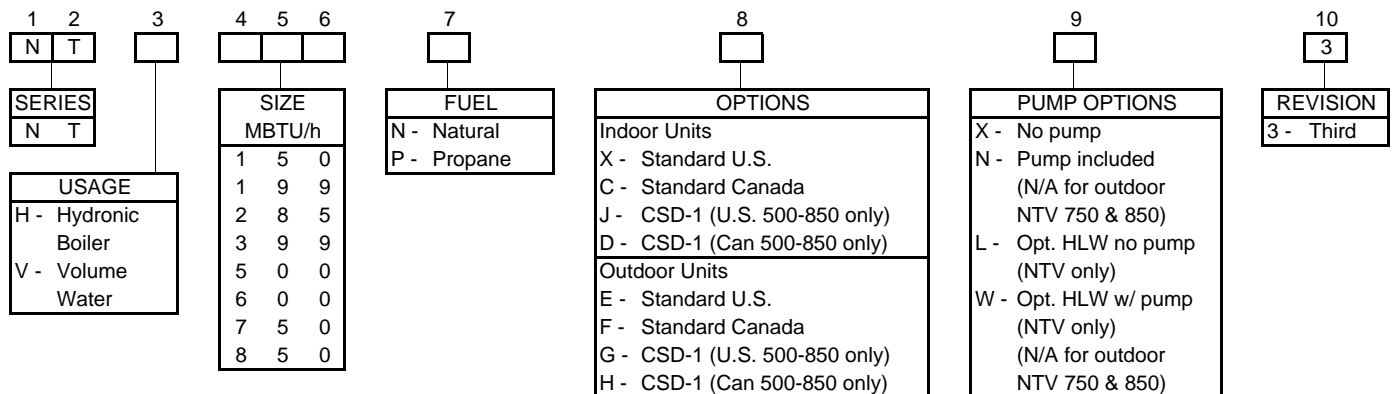 1 2 3 4 5 6 7 8 9 10
N T 3
SERIES
N T
USAGE
H - Hydronic
Boiler
V - Volume
Water
SIZE
MBTU/h
1 5 0
1 9 9
2 8 5
3 9 9
5 0 0
6 0 0
7 5 0
8 5 0
FUEL
N - Natural
P - Propane
OPTIONS
Indoor Units
X - Standard U.S.
C - Standard Canada
J - CSD-1 (U.S. 500-850 only)
D - CSD-1 (Can 500-850 only)
Outdoor Units
E - Standard U.S.
F - Standard Canada
G - CSD-1 (U.S. 500-850 only)
H - CSD-1 (Can 500-850 only)
PUMP OPTIONS
X - No pump
N - Pump included
(N/A for outdoor
NTV 750 & 850)
L - Opt. HLW no pump
(NTV only)
W - Opt. HLW w/ pump
(NTV only)
(N/A for outdoor
NTV 750 & 850)
REVISION
3 - Third